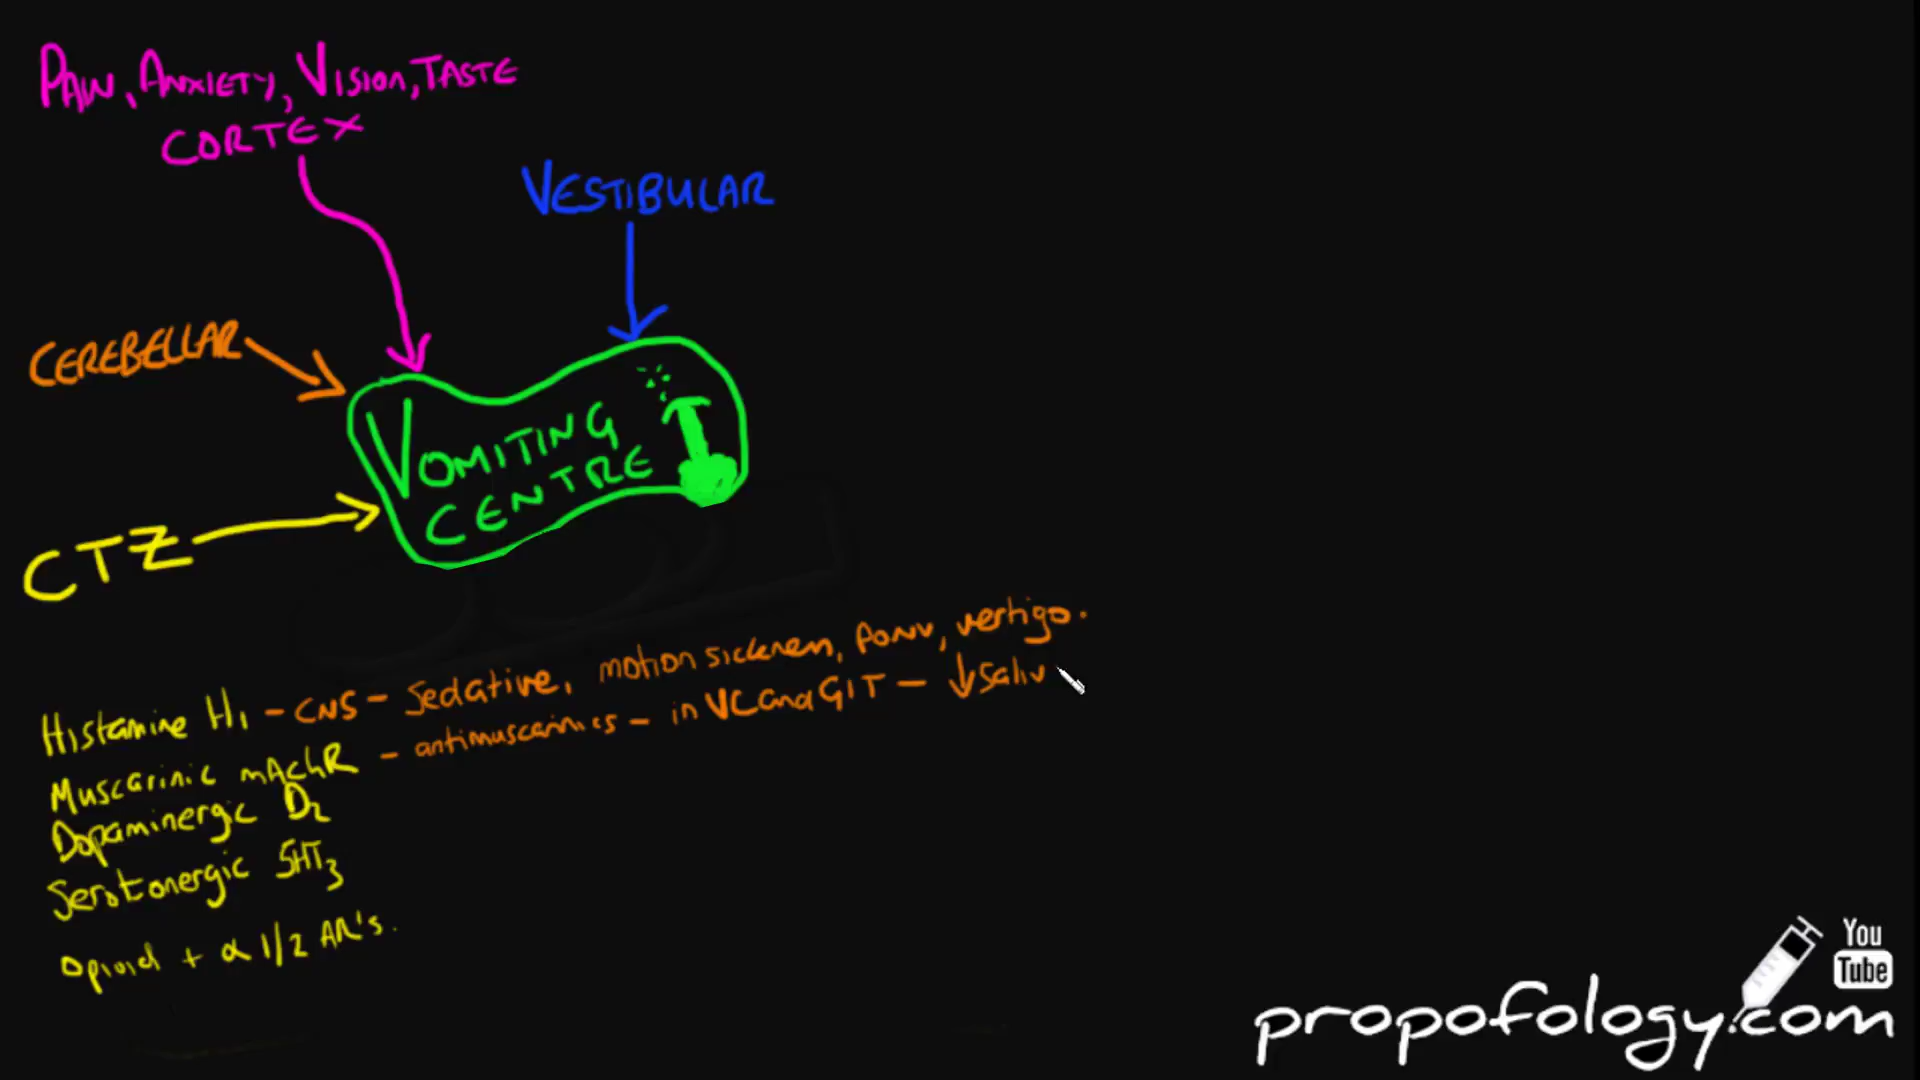 PAIN, ANXIETY, VISION, TASTE
CORTEX
VESTIBULAR
CEREBELLAR
VOMITING
CENTRE
CTZ
Histamine H1 - CNS - Sedative, motion sickness, PONV, vertigo.
Muscarinic mAchR - antimuscarinics - in VC and GIT - ↓Saliv
Dopaminergic D2
Serotonergic 5HT3
Opioid + α 1/2 AR's.
You
Tube
propofology.com